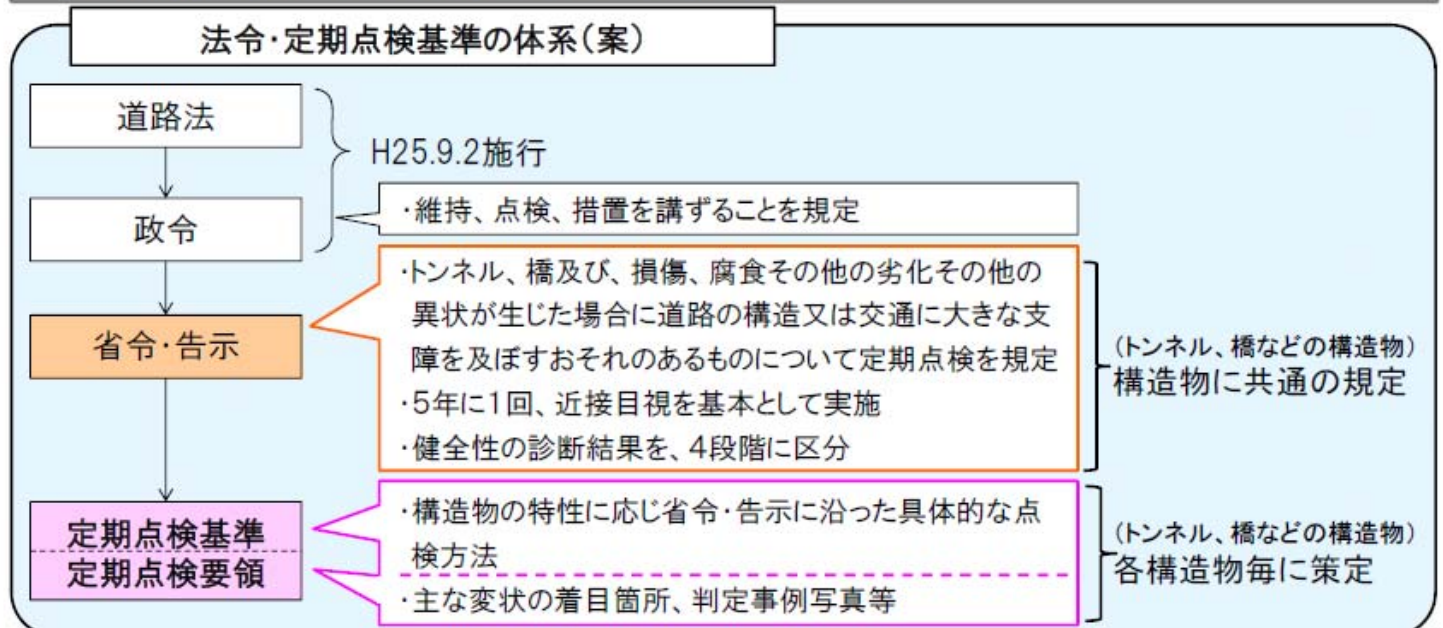 法令・定期点検基準の体系(案)
道路法
H25.9.2施行
政令
・維持、点検、措置を講ずることを規定
省令・告示
・トンネル、橋及び、損傷、腐食その他の劣化その他の
異状が生じた場合に道路の構造又は交通に大きな支
障を及ぼすおそれのあるものについて定期点検を規定
・5年に1回、近接目視を基本として実施
・健全性の診断結果を、4段階に区分
(トンネル、橋などの構造物)
構造物に共通の規定
定期点検基準
定期点検要領
・構造物の特性に応じ省令・告示に沿った具体的な点
検方法
・主な変状の着目箇所、判定事例写真等
(トンネル、橋などの構造物)
各構造物毎に策定